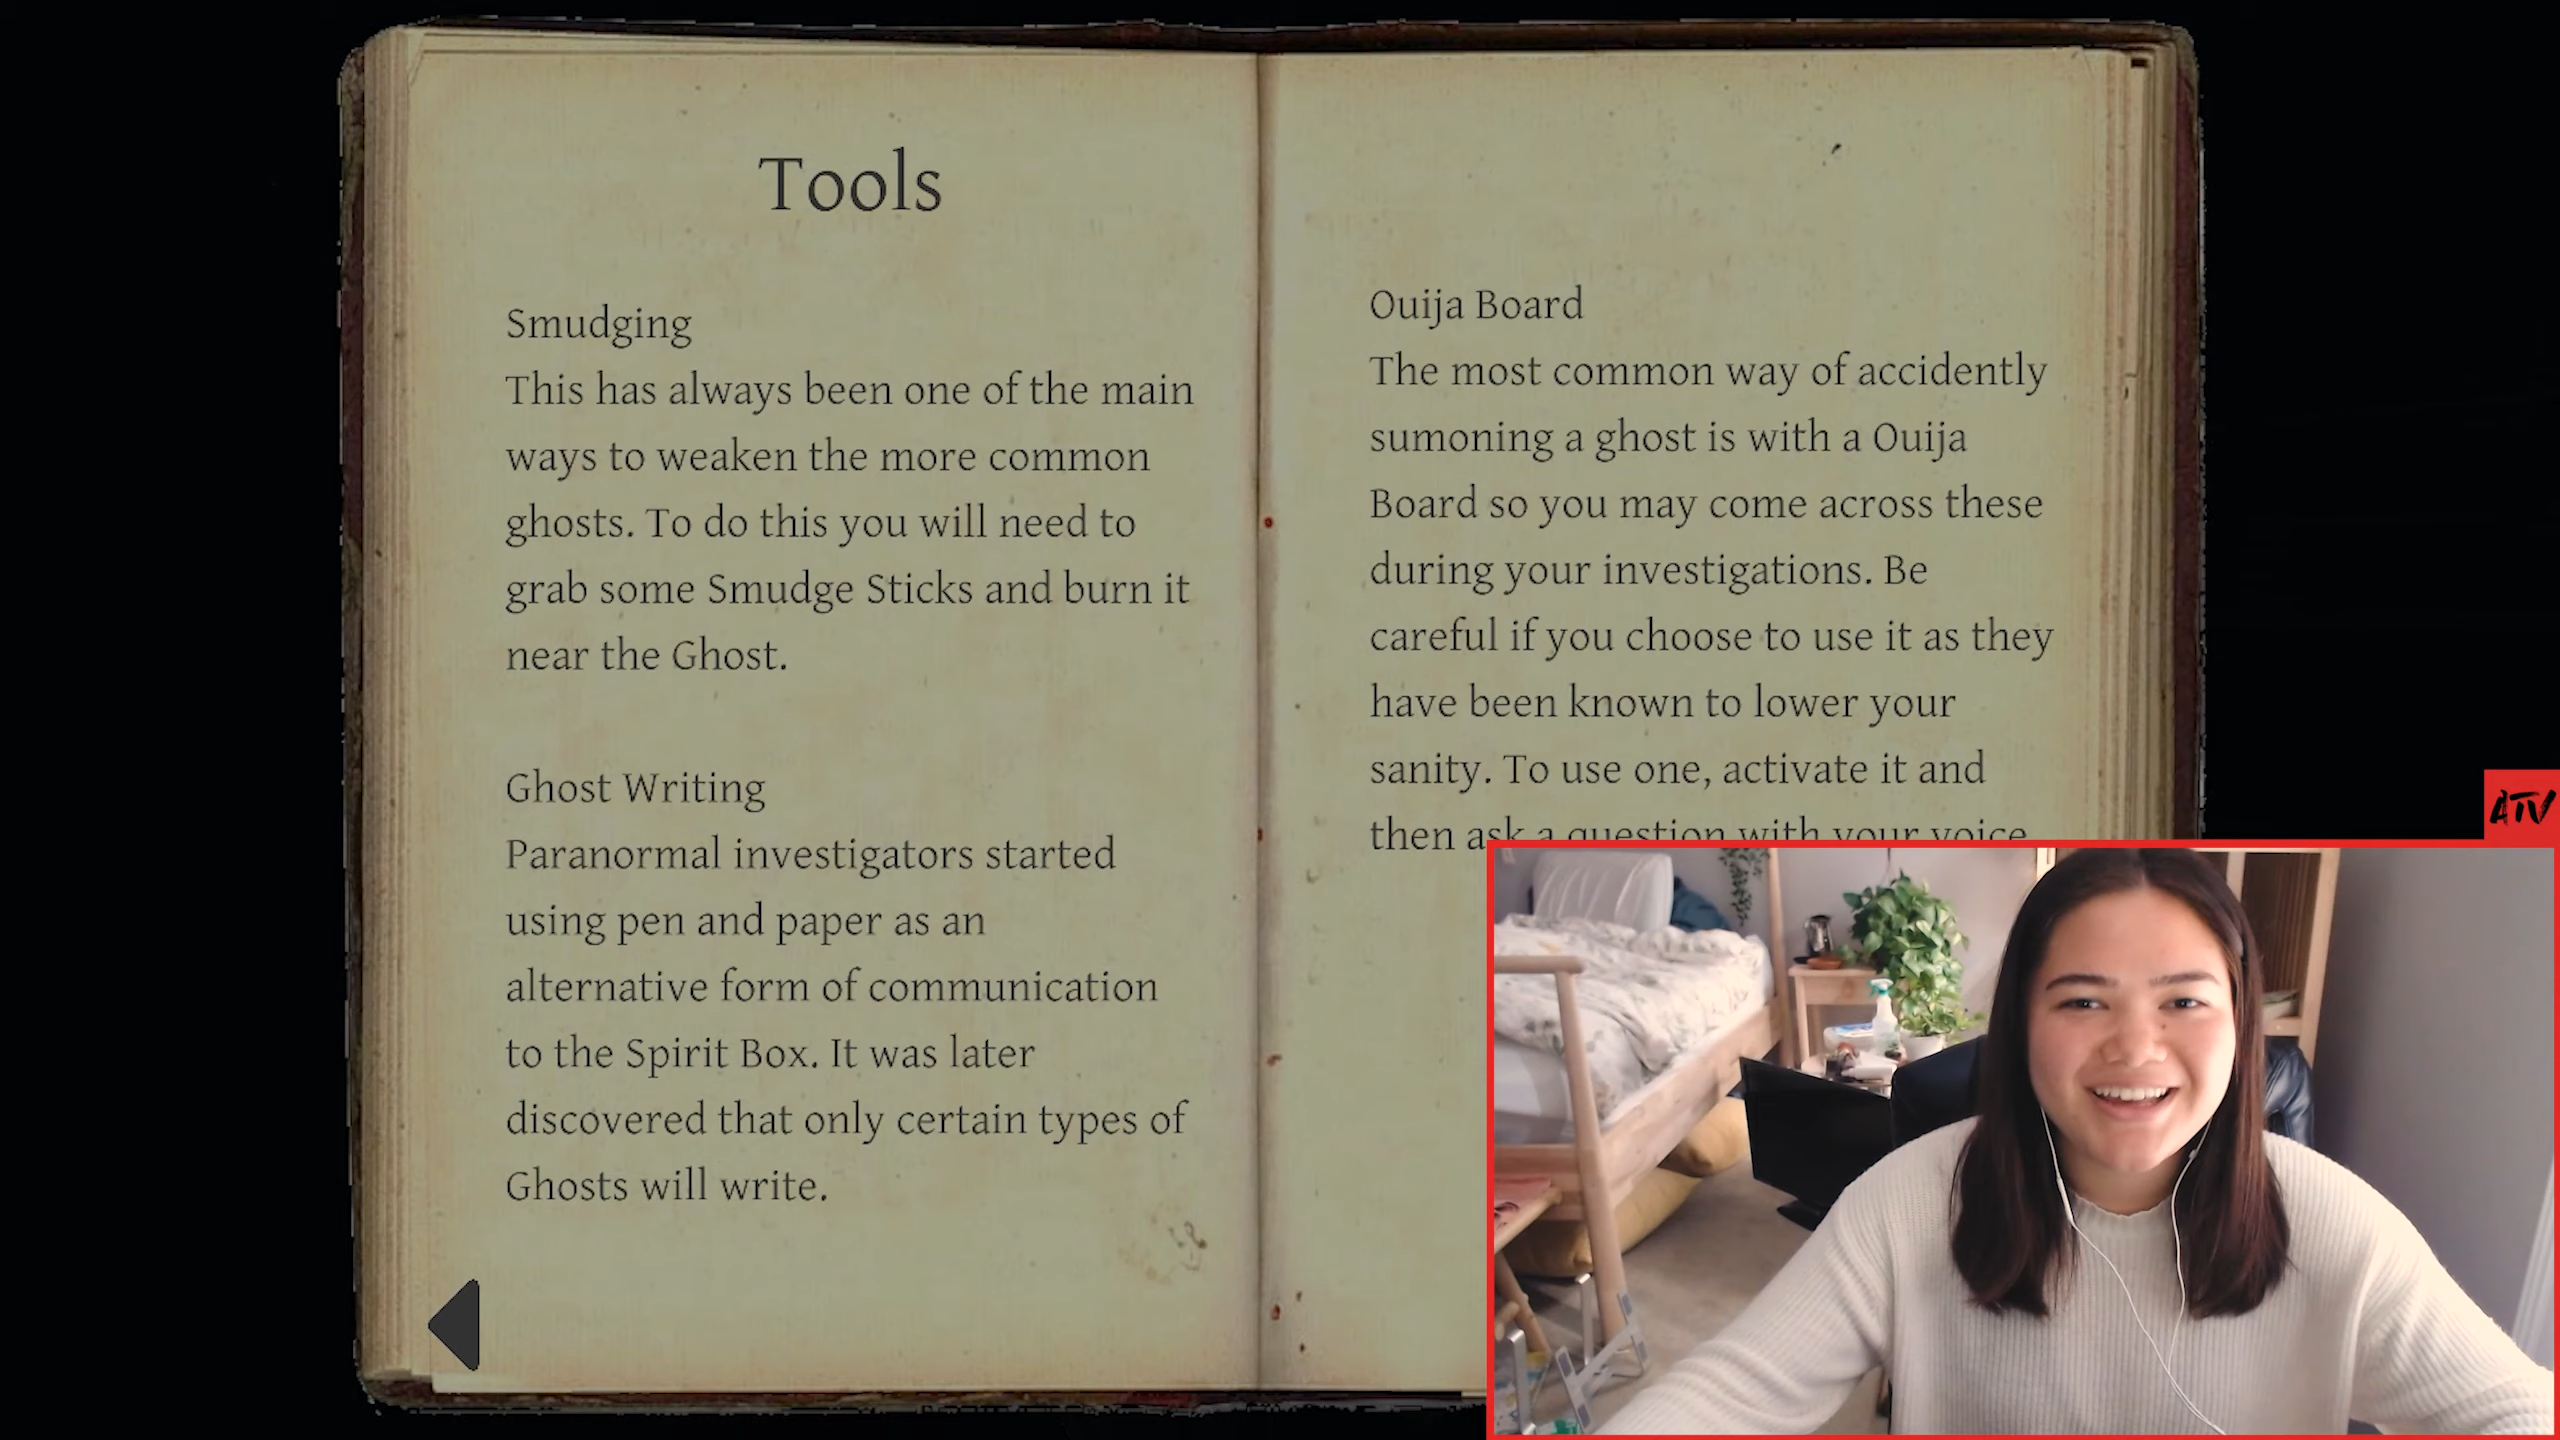 Tools
Smudging
This has always been one of the main
ways to weaken the more common
ghosts. To do this you will need to
grab some Smudge Sticks and burn it
near the Ghost.
Ghost Writing
Paranormal investigators started
using pen and paper as an
alternative form of communication
to the Spirit Box. It was later
discovered that only certain types of
Ghosts will write.
Ouija Board
The most common way of accidently
sumoning a ghost is with a Ouija
Board so you may come across these
during your investigations. Be
careful if you choose to use it as they
have been known to lower your
sanity. To use one, activate it and
then ask a question with your voice
ATV